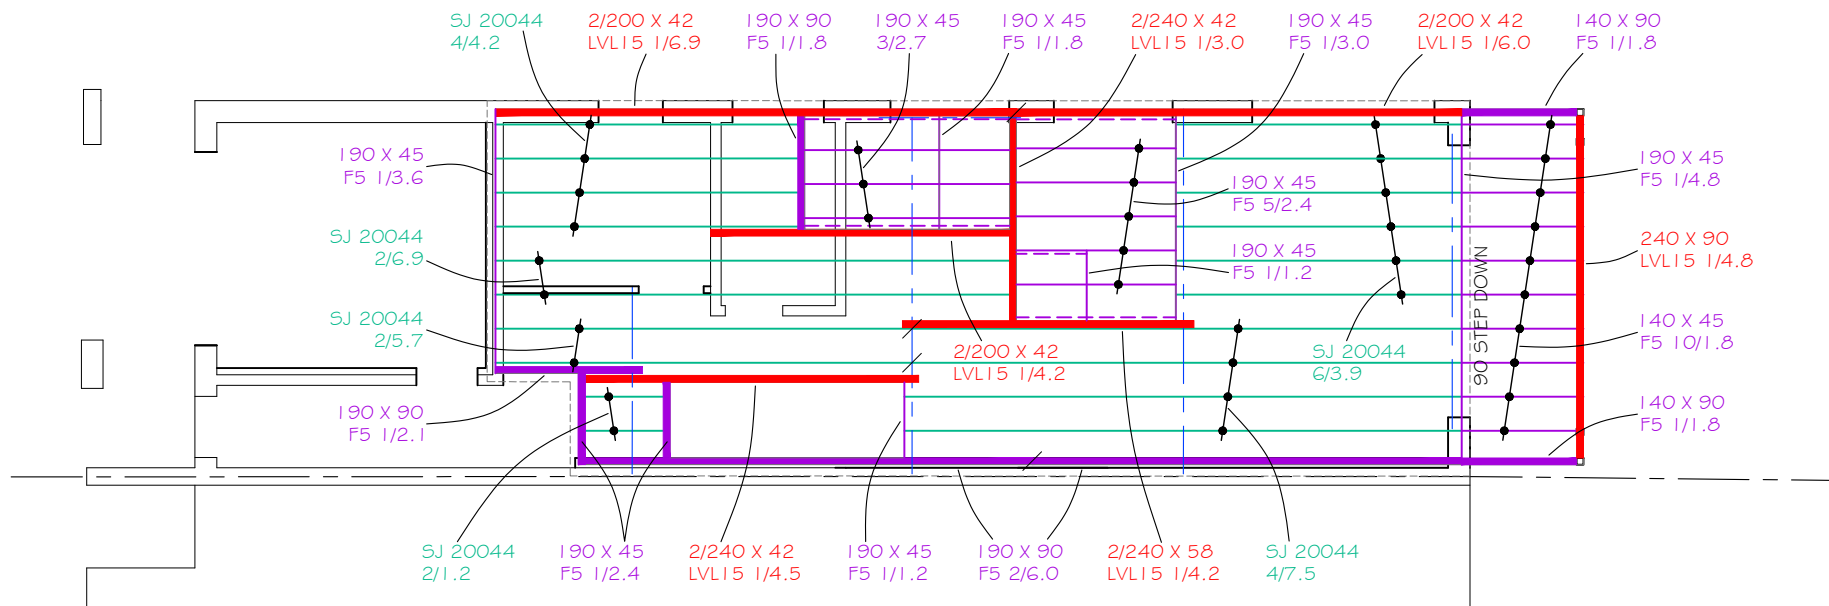 SJ 20044
4/4.2
2/200 X 42
LVL15 1/6.9
190 X 90
F5 1/1.8
190 X 45
3/2.7
190 X 45
F5 1/1.8
2/240 X 42
LVL15 1/3.0
190 X 45
F5 1/3.0
2/200 X 42
LVL15 1/6.0
140 X 90
F5 1/1.8
190 X 45
F5 1/3.6
190 X 45
F5 5/2.4
190 X 45
F5 1/4.8
SJ 20044
2/6.9
190 X 45
F5 1/1.2
240 X 90
LVL15 1/4.8
90 STEP DOWN
SJ 20044
2/5.7
2/200 X 42
LVL15 1/4.2
SJ 20044
6/3.9
140 X 45
F5 10/1.8
190 X 90
F5 1/2.1
140 X 90
F5 1/1.8
SJ 20044
2/1.2
190 X 45
F5 1/2.4
2/240 X 42
LVL15 1/4.5
190 X 45
F5 1/1.2
190 X 90
F5 2/6.0
2/240 X 58
LVL15 1/4.2
SJ 20044
4/7.5